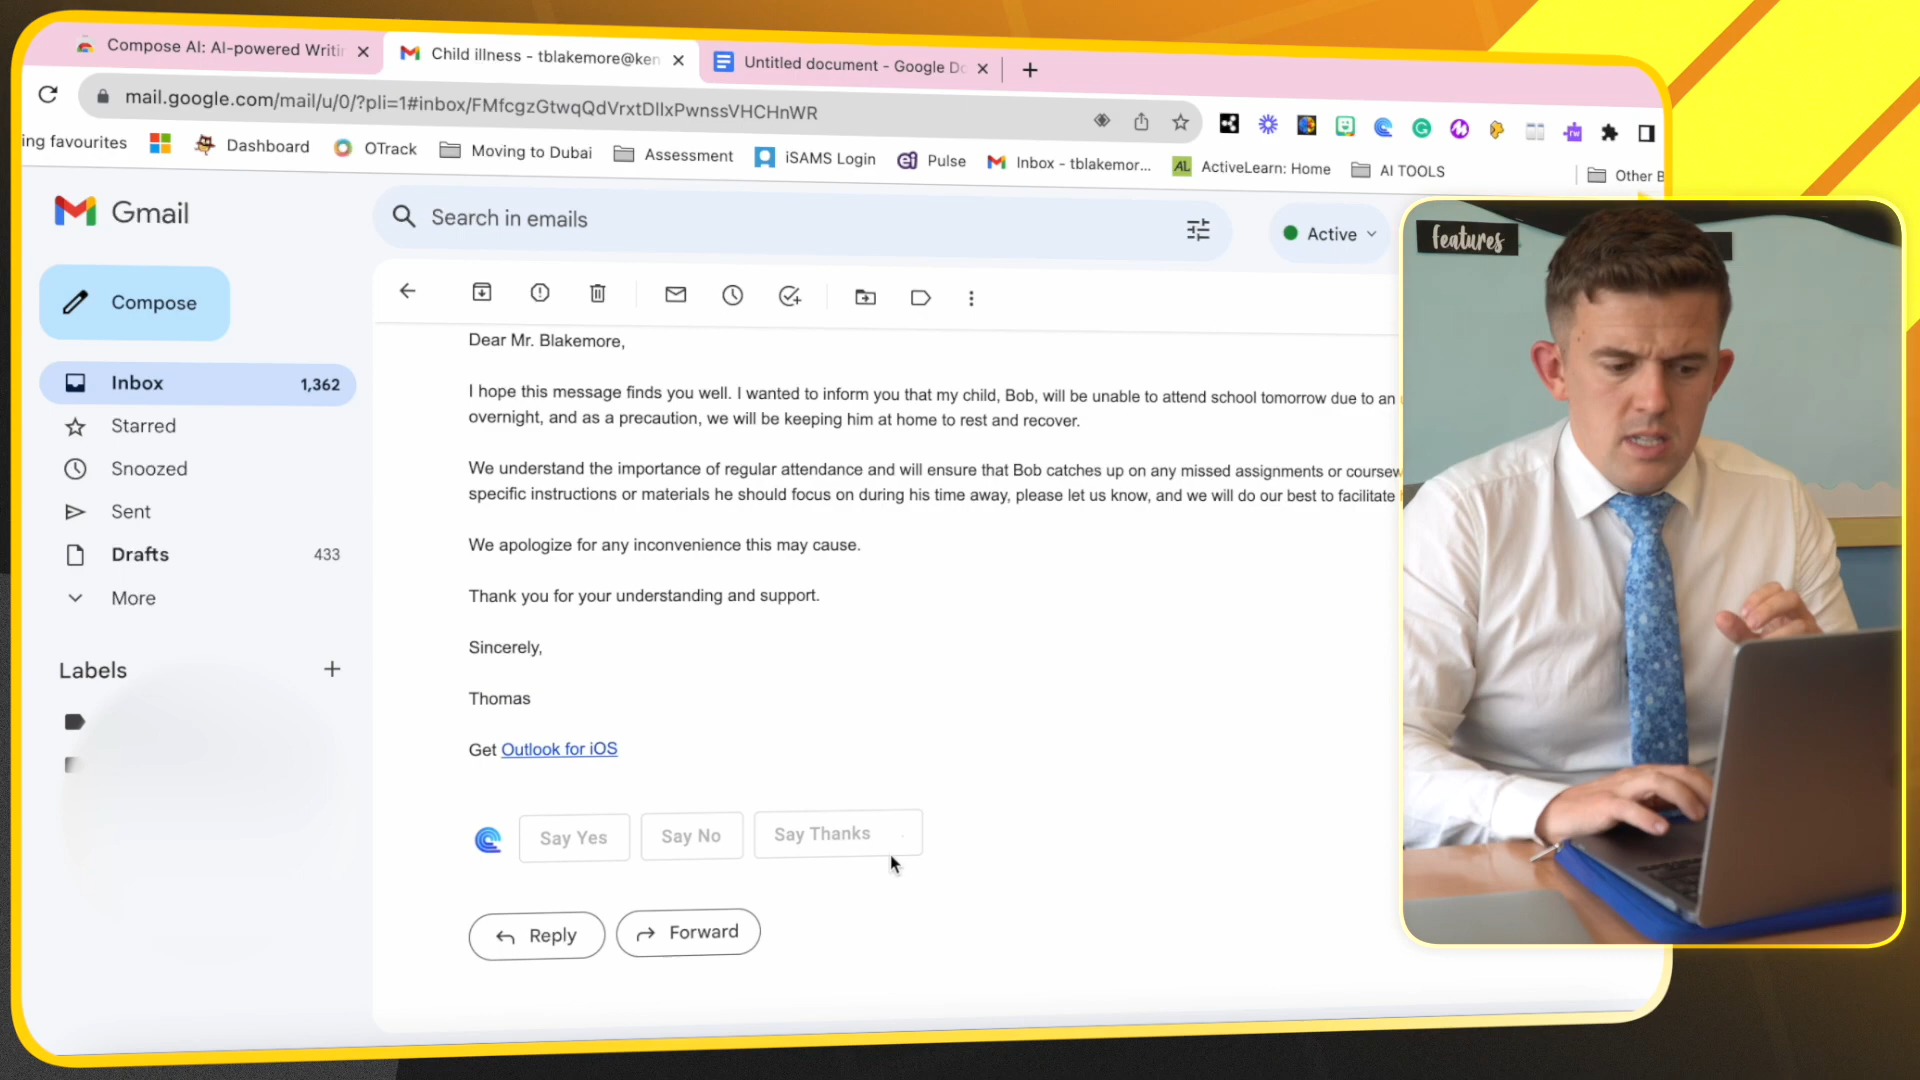 Compose AI: AI-powered Writi
Child illness - tblakemore@ken
Untitled document - Google Do
mail.google.com/mail/u/0/?pli=1#inbox/FMfcgzGtwqQdVrxtDllxPwnssVHCHnWR
ing favourites
Dashboard
OTrack
Moving to Dubai
Assessment
iSAMS Login
Pulse
Inbox - tblakemor...
AL ActiveLearn: Home
AI TOOLS
Other B
Gmail
Search in emails
Active
features
Compose
Inbox 1,362
Starred
Snoozed
Sent
Drafts 433
More
Labels
Dear Mr. Blakemore,
I hope this message finds you well. I wanted to inform you that my child, Bob, will be unable to attend school tomorrow due to an
overnight, and as a precaution, we will be keeping him at home to rest and recover.
We understand the importance of regular attendance and will ensure that Bob catches up on any missed assignments or coursew
specific instructions or materials he should focus on during his time away, please let us know, and we will do our best to facilitate
We apologize for any inconvenience this may cause.
Thank you for your understanding and support.
Sincerely,
Thomas
Get Outlook for iOS
Say Yes
Say No
Say Thanks
Reply
Forward